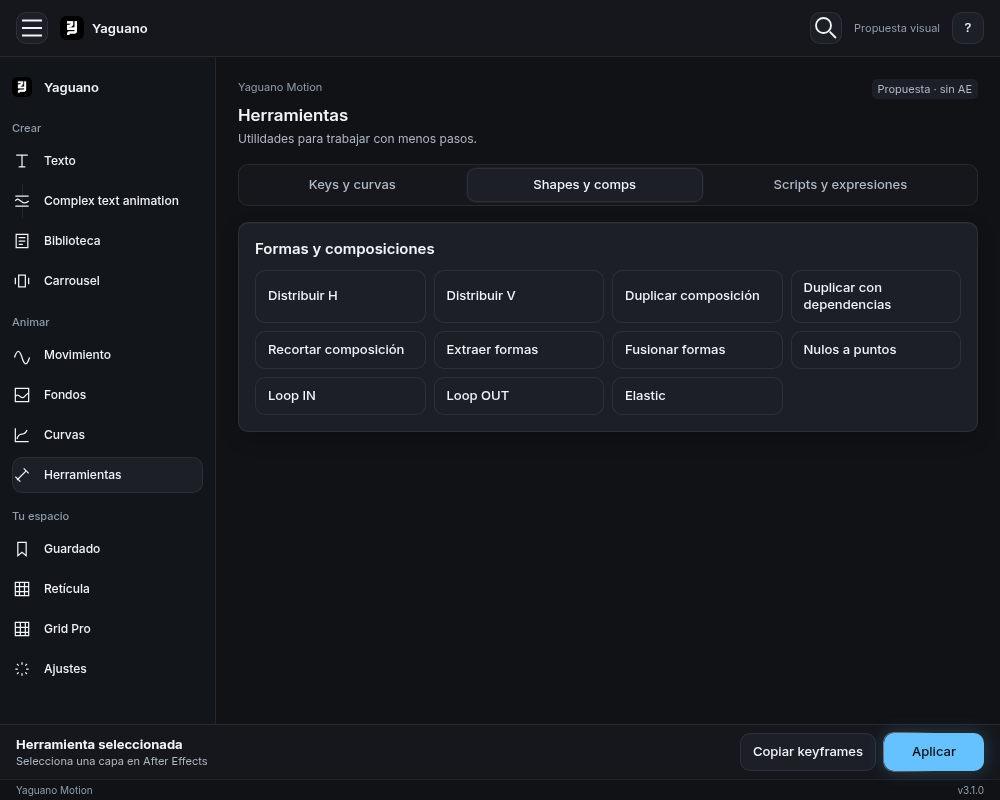 Yaguano
Propuesta visual
?
Yaguano
Crear
Texto
Complex text animation
Biblioteca
Carrousel
Animar
Movimiento
Fondos
Curvas
Herramientas
Tu espacio
Guardado
Retícula
Grid Pro
Ajustes
Yaguano Motion
Propuesta · sin AE
Herramientas
Utilidades para trabajar con menos pasos.
Keys y curvas
Shapes y comps
Scripts y expresiones
Formas y composiciones
Distribuir H
Distribuir V
Duplicar composición
Duplicar con
dependencias
Recortar composición
Extraer formas
Fusionar formas
Nulos a puntos
Loop IN
Loop OUT
Elastic
Herramienta seleccionada
Selecciona una capa en After Effects
Copiar keyframes
Aplicar
Yaguano Motion
v3.1.0